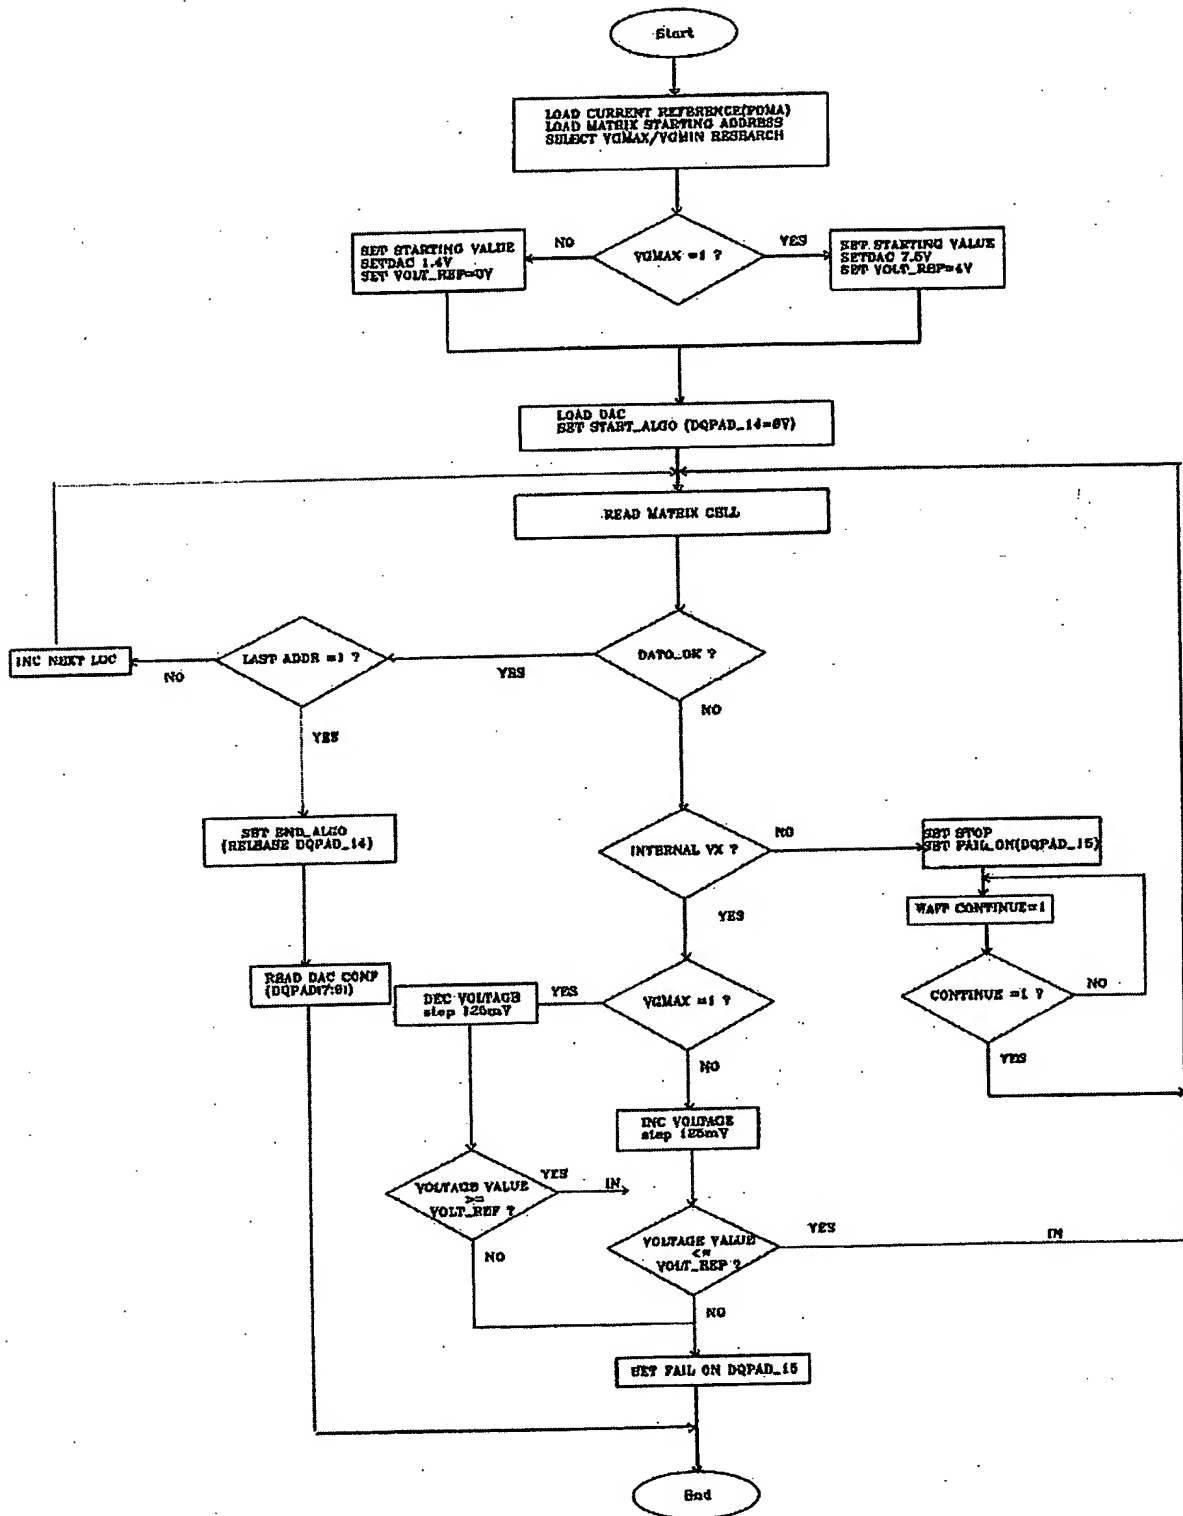 Start
LOAD CURRENT REFERENCE(PDMA)
LOAD MATRIX STARTING ADDRESS
SELECT VGMAX/VGMIN RESEARCH
VGMAX =1 ?
NO
YES
SET STARTING VALUE
SETDAC 1.4V
SET VOLT_REF=
SET STARTING VALUE
SETDAC 7.5V
SET VOLT_REF=4V
LOAD DAC
SET START_ALGO (DQPAD_14=0V)
READ MATRIX CELL
INC NEXT LOC
NO
LAST ADDR =1 ?
YES
DATO_OK ?
YES
NO
SET END_ALGO
(RELEASE DQPAD_14)
INTERNAL VX ?
NO
SET STOP
SET FAIL_ON(DQPAD_15)
YES
WAIT CONTINUE=1
READ DAC CONF
DEC VOLTAGE
step 125mV
YES
VGMAX =1 ?
CONTINUE =1 ?
NO
NO
YES
INC VOLTAGE
step 125mV
VOLTAGE VALUE
>=
VOLT_REF ?
YES
IN
NO
VOLTAGE VALUE
<=
VOLT_REF ?
YES
IN
NO
SET FAIL ON DQPAD_15
End